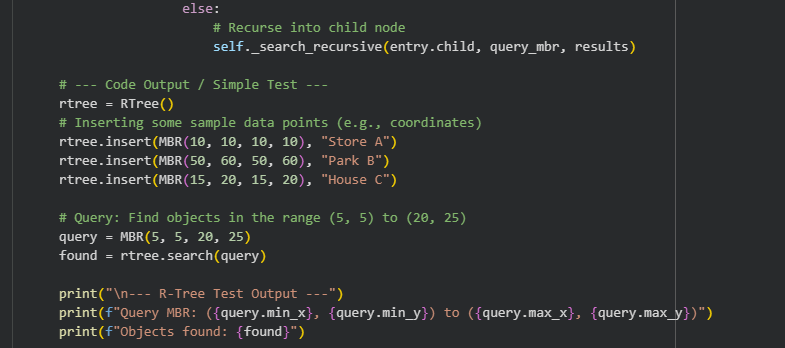 else:
# Recurse into child node
self._search_recursive(entry.child, query_mbr, results)
# --- Code Output / Simple Test ---
rtree = RTree()
# Inserting some sample data points (e.g., coordinates)
rtree.insert(MBR(10, 10, 10, 10), "Store A")
rtree.insert(MBR(50, 60, 50, 60), "Park B")
rtree.insert(MBR(15, 20, 15, 20), "House C")
# Query: Find objects in the range (5, 5) to (20, 25)
query = MBR(5, 5, 20, 25)
found = rtree.search(query)
print("\n--- R-Tree Test Output ---")
print(f"Query MBR: ({query.min_x}, {query.min_y}) to ({query.max_x}, {query.max_y})")
print(f"Objects found: {found}")